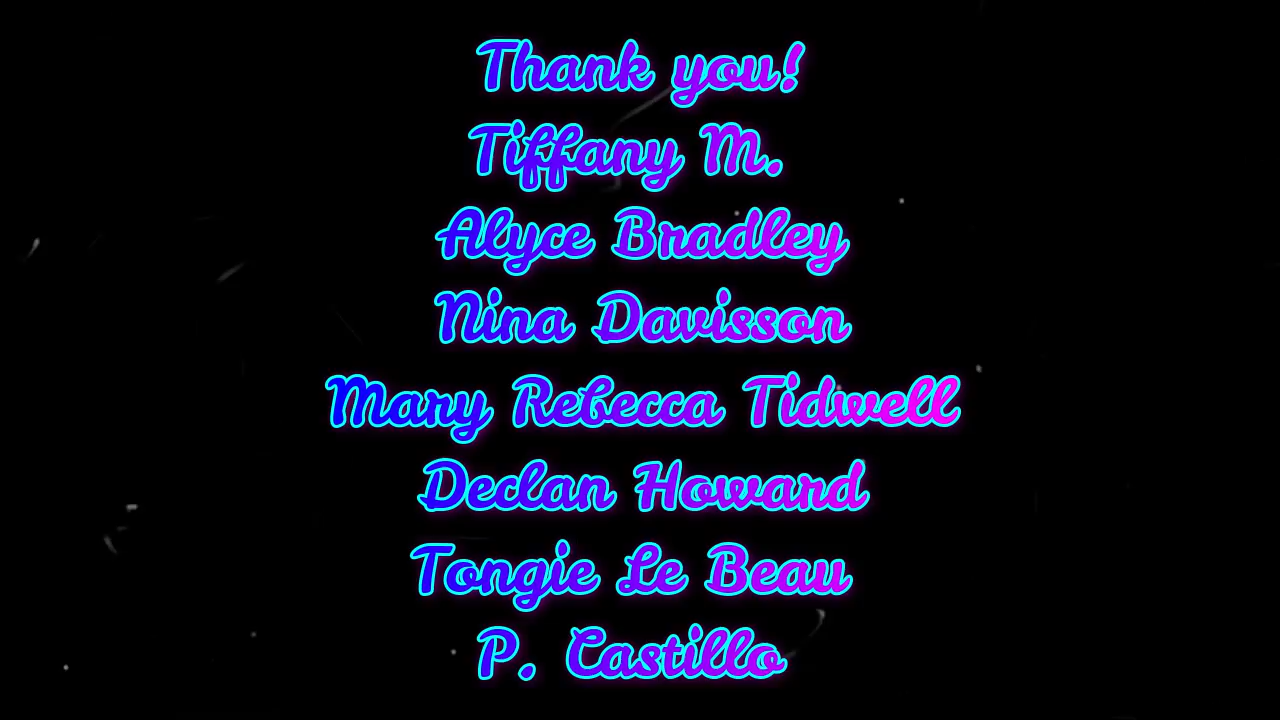 Thank you!
Tiffany M.
Alyce Bradley
Nina Davisson
Mary Rebecca Tidwell
Declan Howard
Tongie Le Beau
P. Castillo